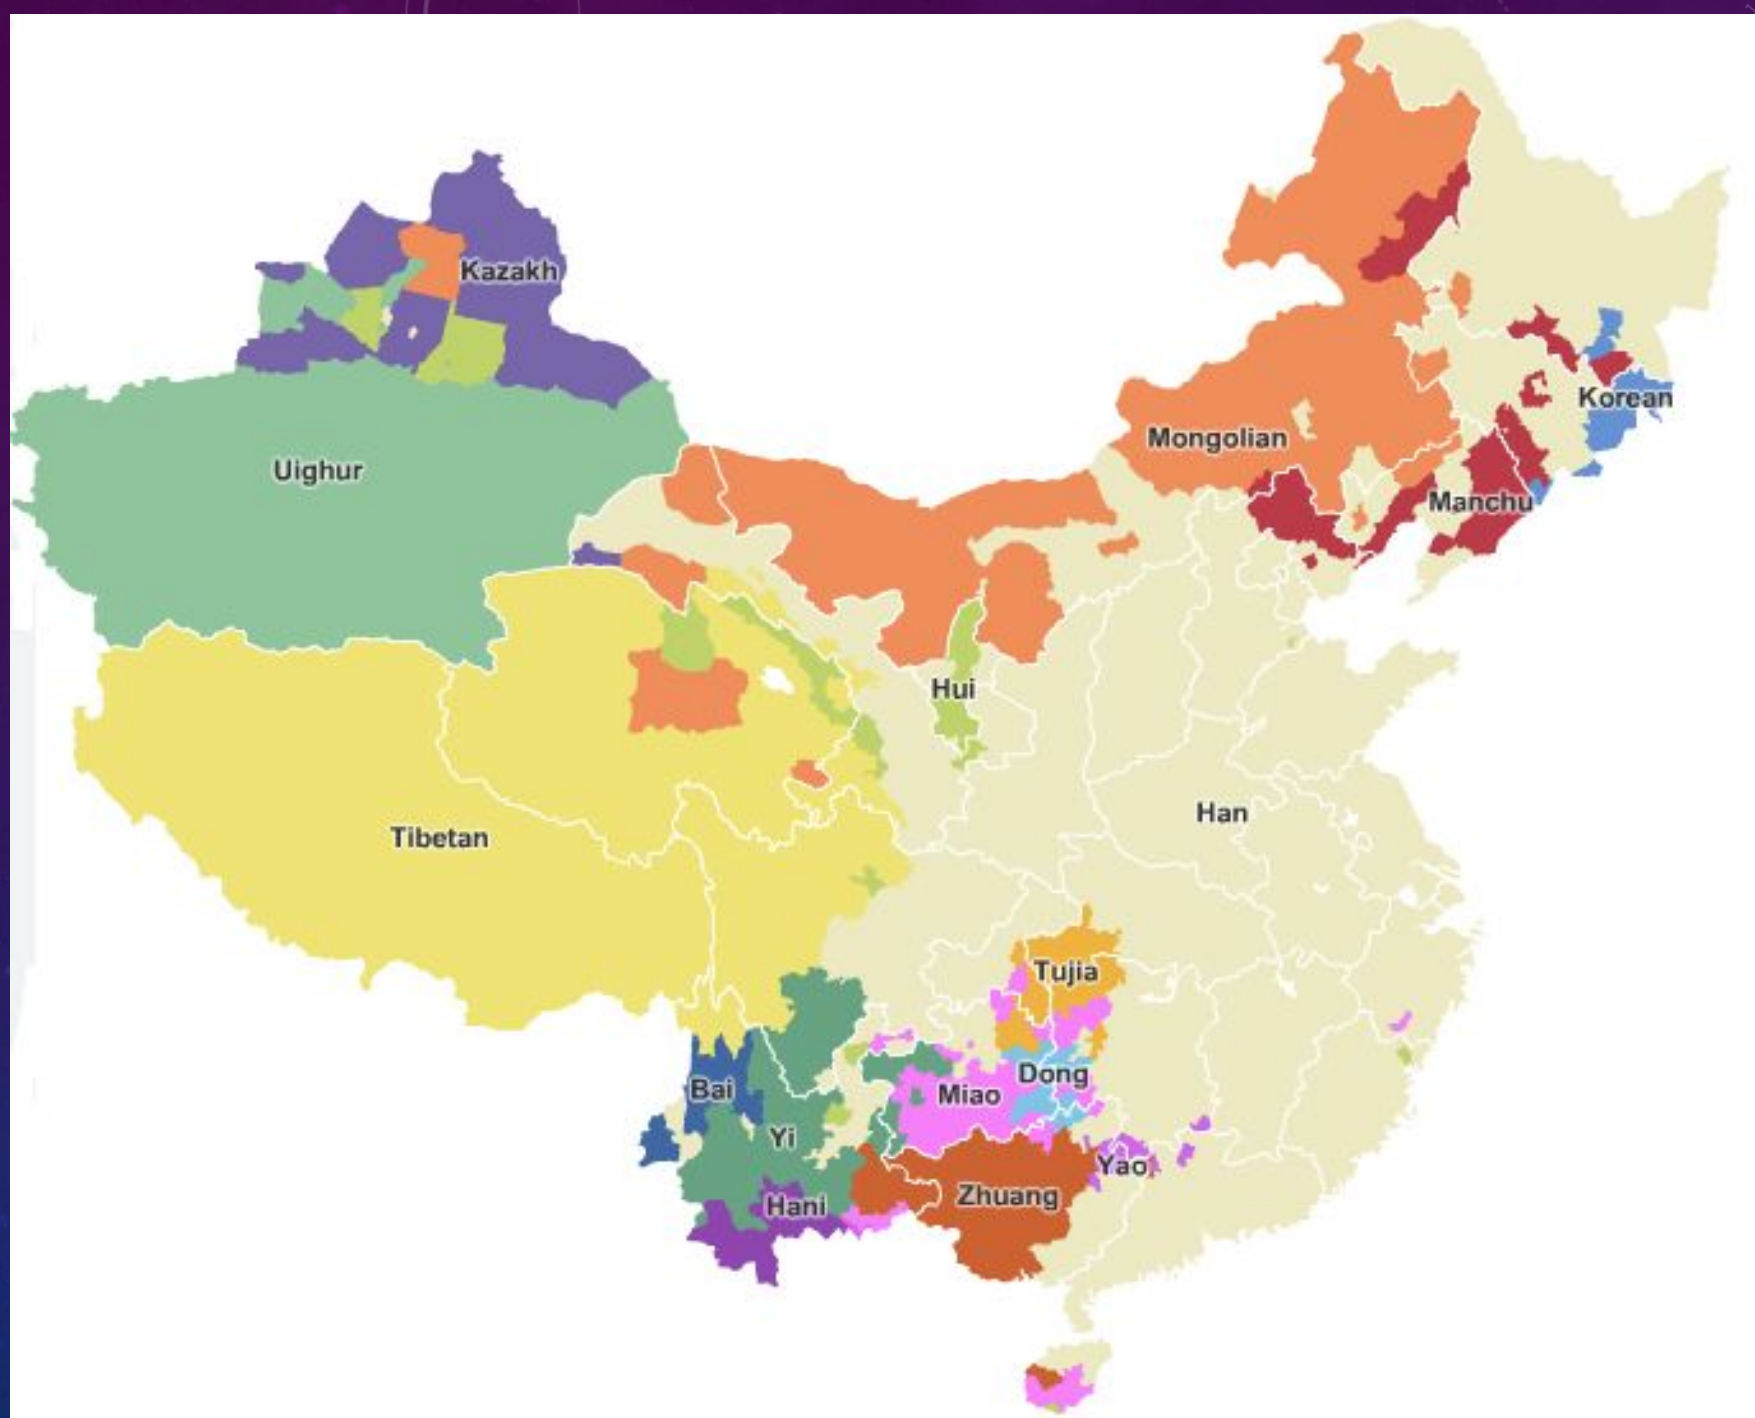 Kazakh
Korean
Mongolian
Uighur
Manchu
Hui
Han
Tibetan
Tujia
Dong
Bai
Miao
Yi
Yao
Zhuang
Hani